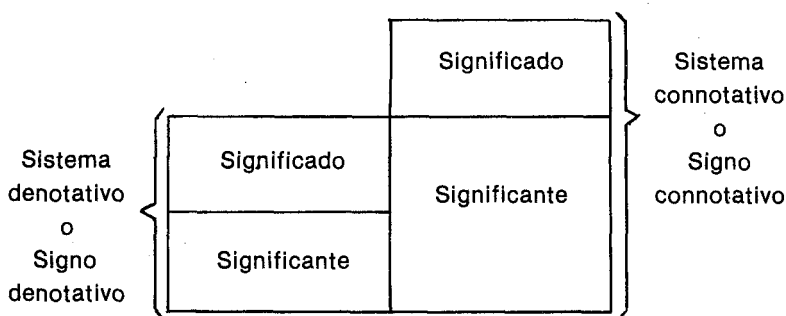 Significado
Sistema
connotativo
o
Signo
connotativo
Significante
Sistema
denotativo
o
Signo
denotativo
Significado
Significante